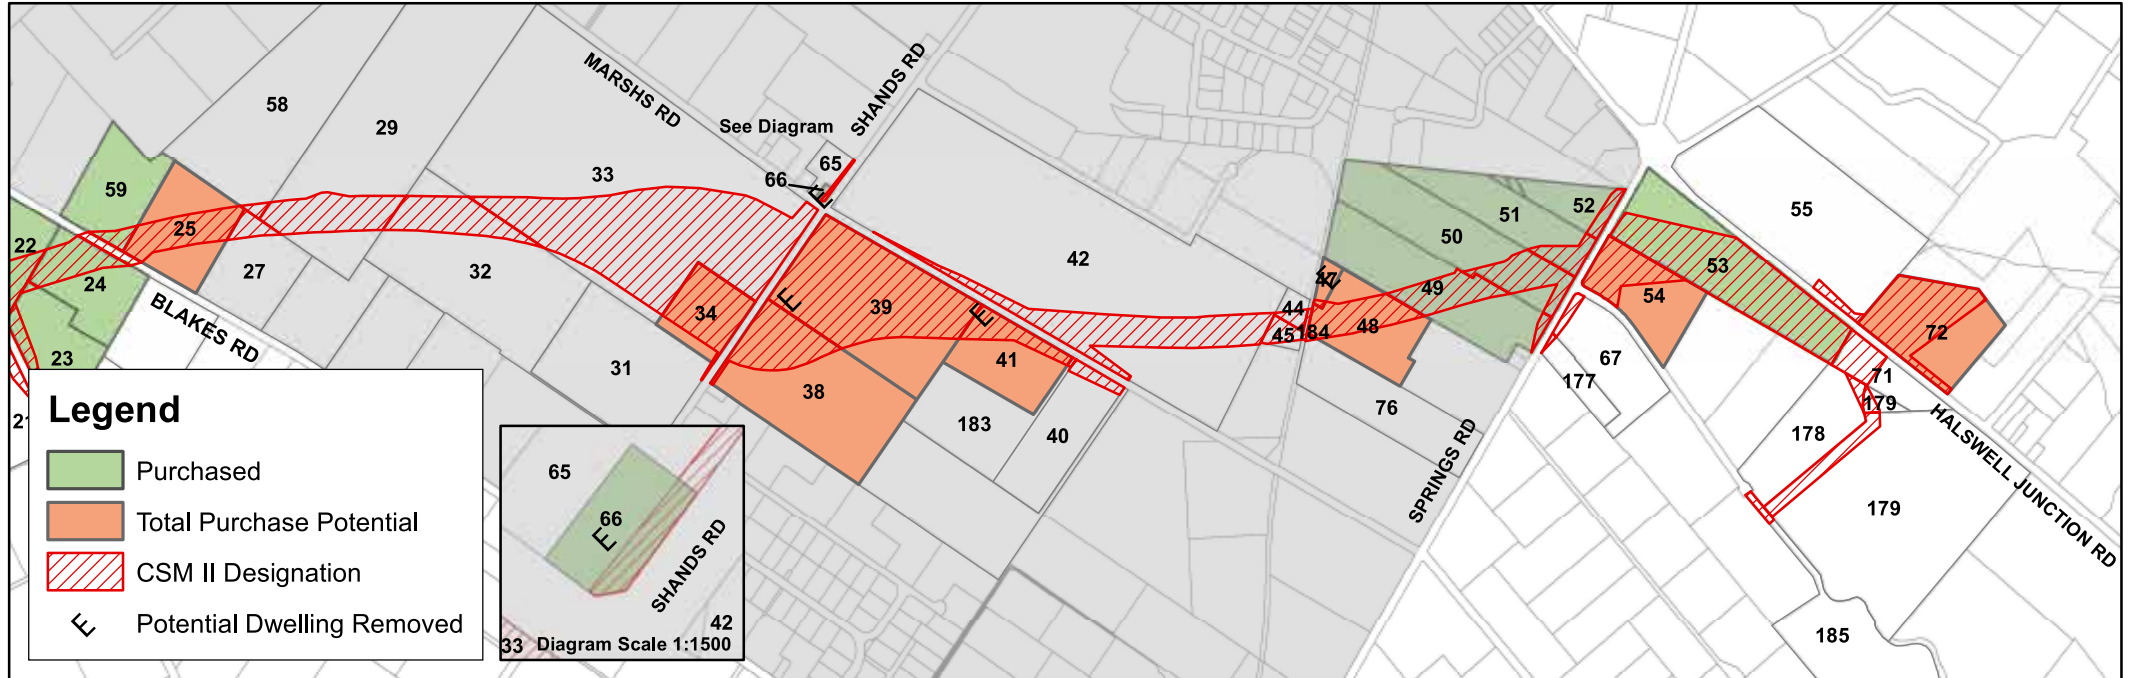 58
29
MARSHS RD
SHANDS RD
See Diagram
65
66
E
33
59
25
22
24
27
32
23
BLAKES RD
34
E
39
E
31
38
41
183
40
42
44
45
184
47
E
48
49
50
51
52
53
54
55
72
67
177
71
179
178
179
185
76
SPRINGS RD
HALSWELL JUNCTION RD
Legend
Purchased
Total Purchase Potential
CSM II Designation
E Potential Dwelling Removed
65
66
E
SHANDS RD
42
33 Diagram Scale 1:1500